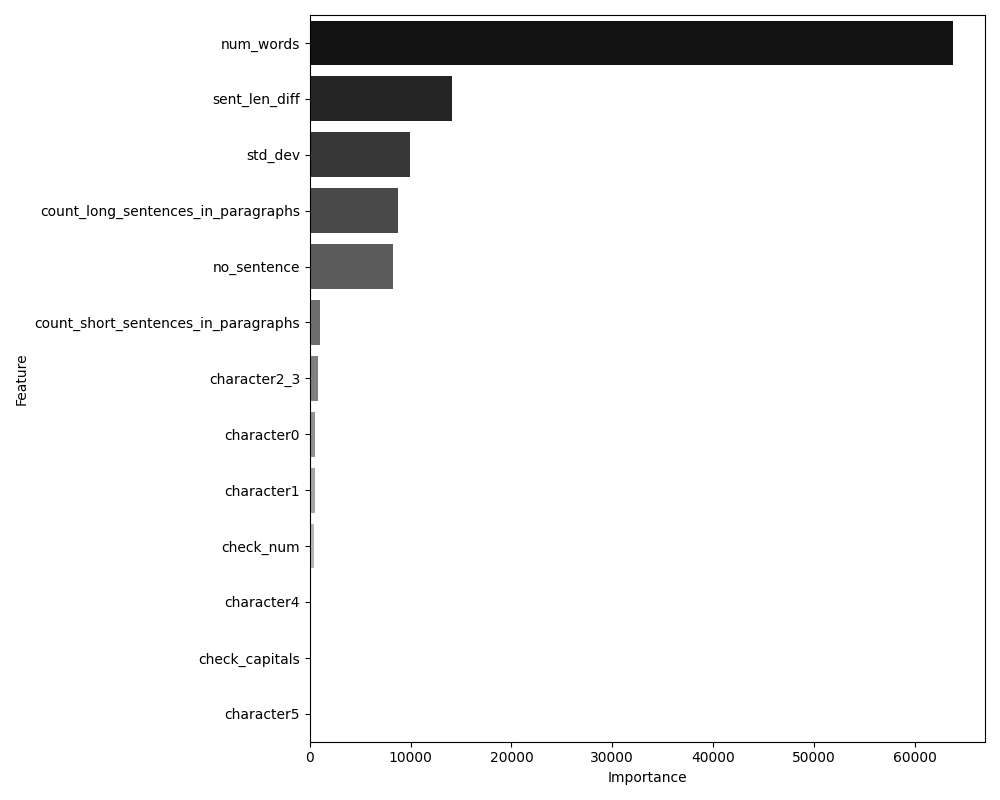 num_words
sent_len_diff
std_dev
count_long_sentences_in_paragraphs
no_sentence
count_short_sentences_in_paragraphs
character2_3
character0
character1
check_num
character4
check_capitals
character5
Feature
0 10000 20000 30000 40000 50000 60000
Importance